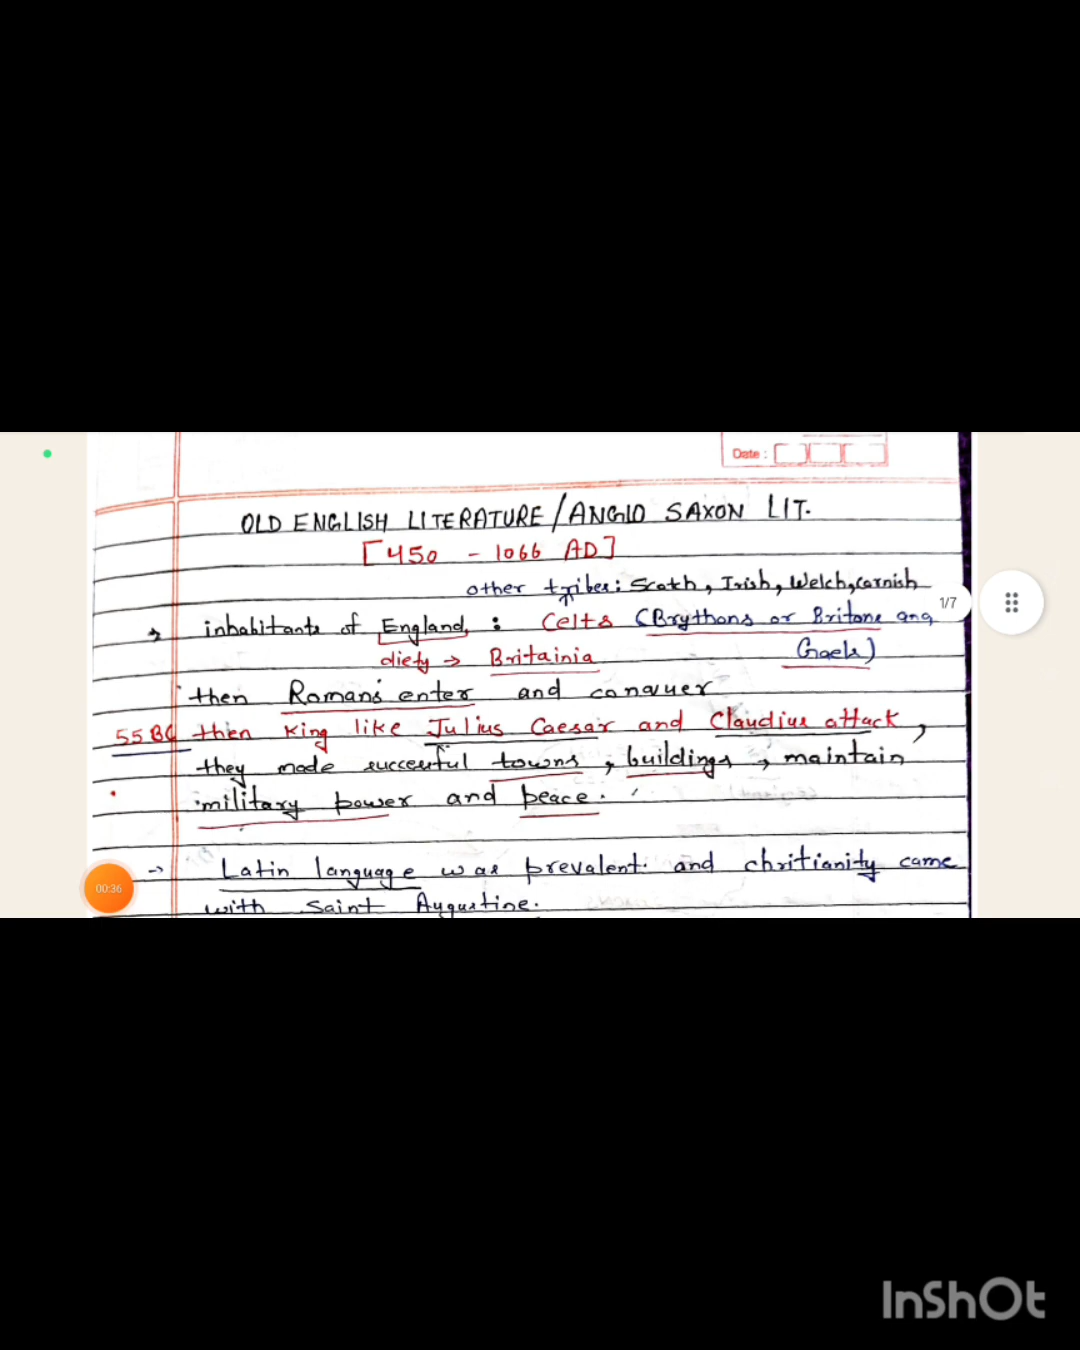 Date :
OLD ENGLISH LITERATURE / ANGLO SAXON LIT.
[450 - 1066 AD]
other tribes: Scoth, Irish, Welch, cornish
1/7
→ inhabitants of England : Celts (Brythons or Britons and
Gaels)
diety → Britainia
then Romans enter and conquer
55 BC then King like Julius Caesar and Claudius attack,
they made successful towns, buildings, maintain
military power and peace.
→ Latin language was prevalent. and chritianity came
with Saint Augustine.
00:36
InShOt